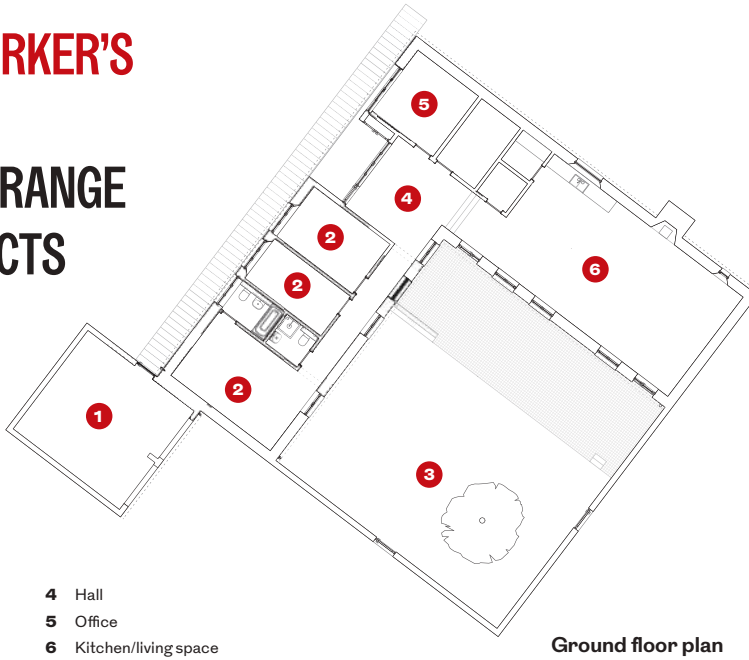 RKER'S
RANGE
CTS
5
4
2
2
6
2
1
3
4 Hall
5 Office
6 Kitchen/living space
Ground floor plan